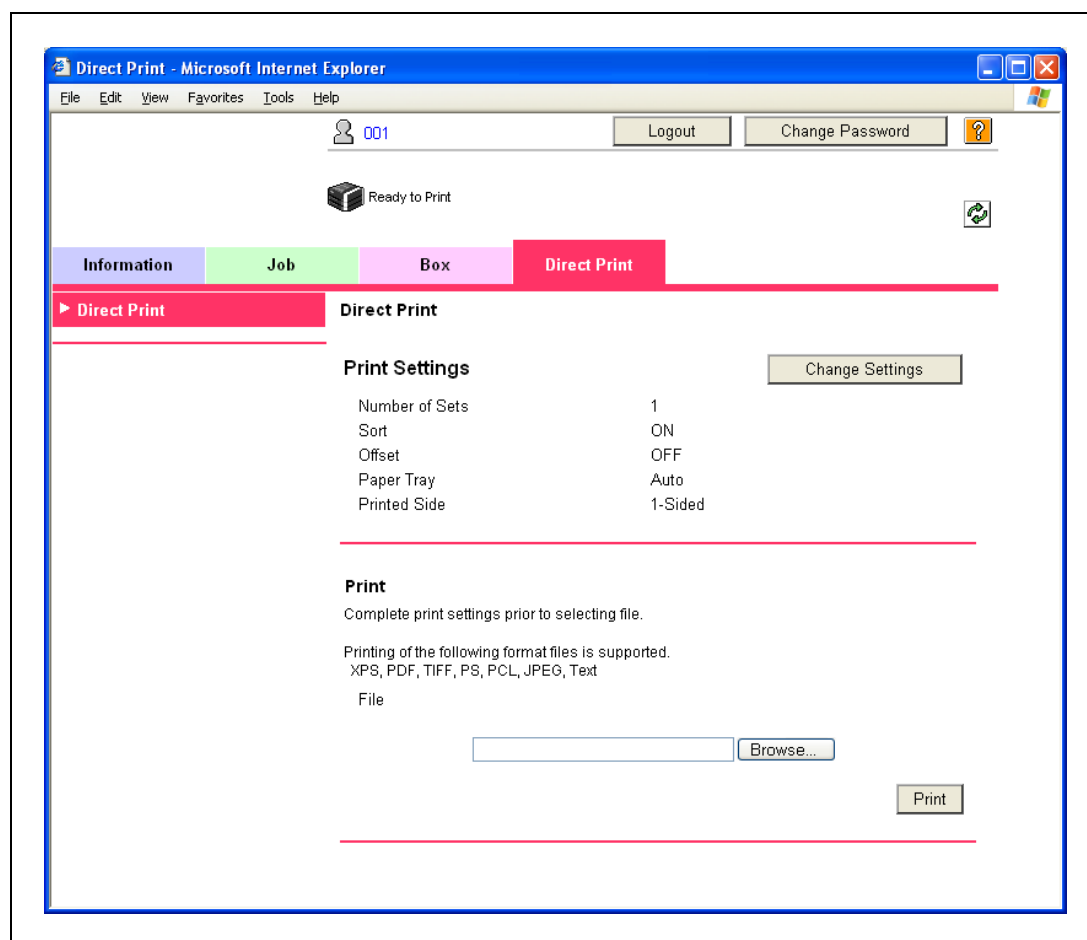 Direct Print - Microsoft Internet Explorer
File Edit View Favorites Tools Help
001 Logout Change Password ?
Ready to Print
Information Job Box Direct Print
Direct Print
Direct Print
Print Settings Change Settings
Number of Sets 1
Sort ON
Offset OFF
Paper Tray Auto
Printed Side 1-Sided
Print
Complete print settings prior to selecting file.
Printing of the following format files is supported.
XPS, PDF, TIFF, PS, PCL, JPEG, Text
File
Browse...
Print